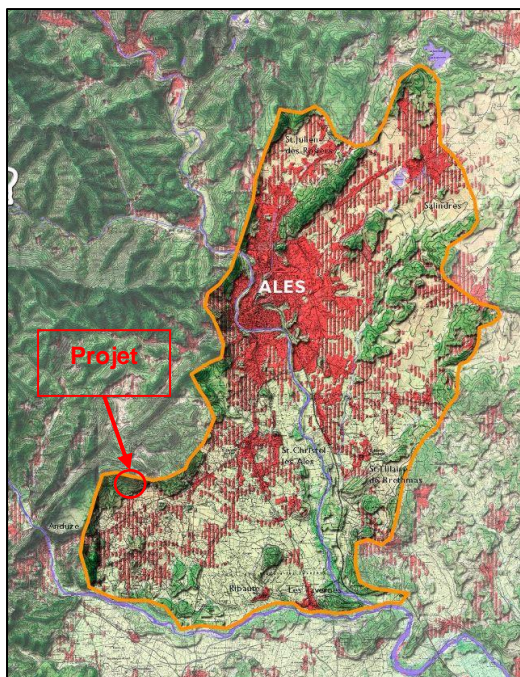 St.Julien
des-Rosiers
Salindres
ALES
Projet
St.Christol
les Ales
St.Hilaire
de Brethmas
Anduze
Ribaute
Les Tavernes